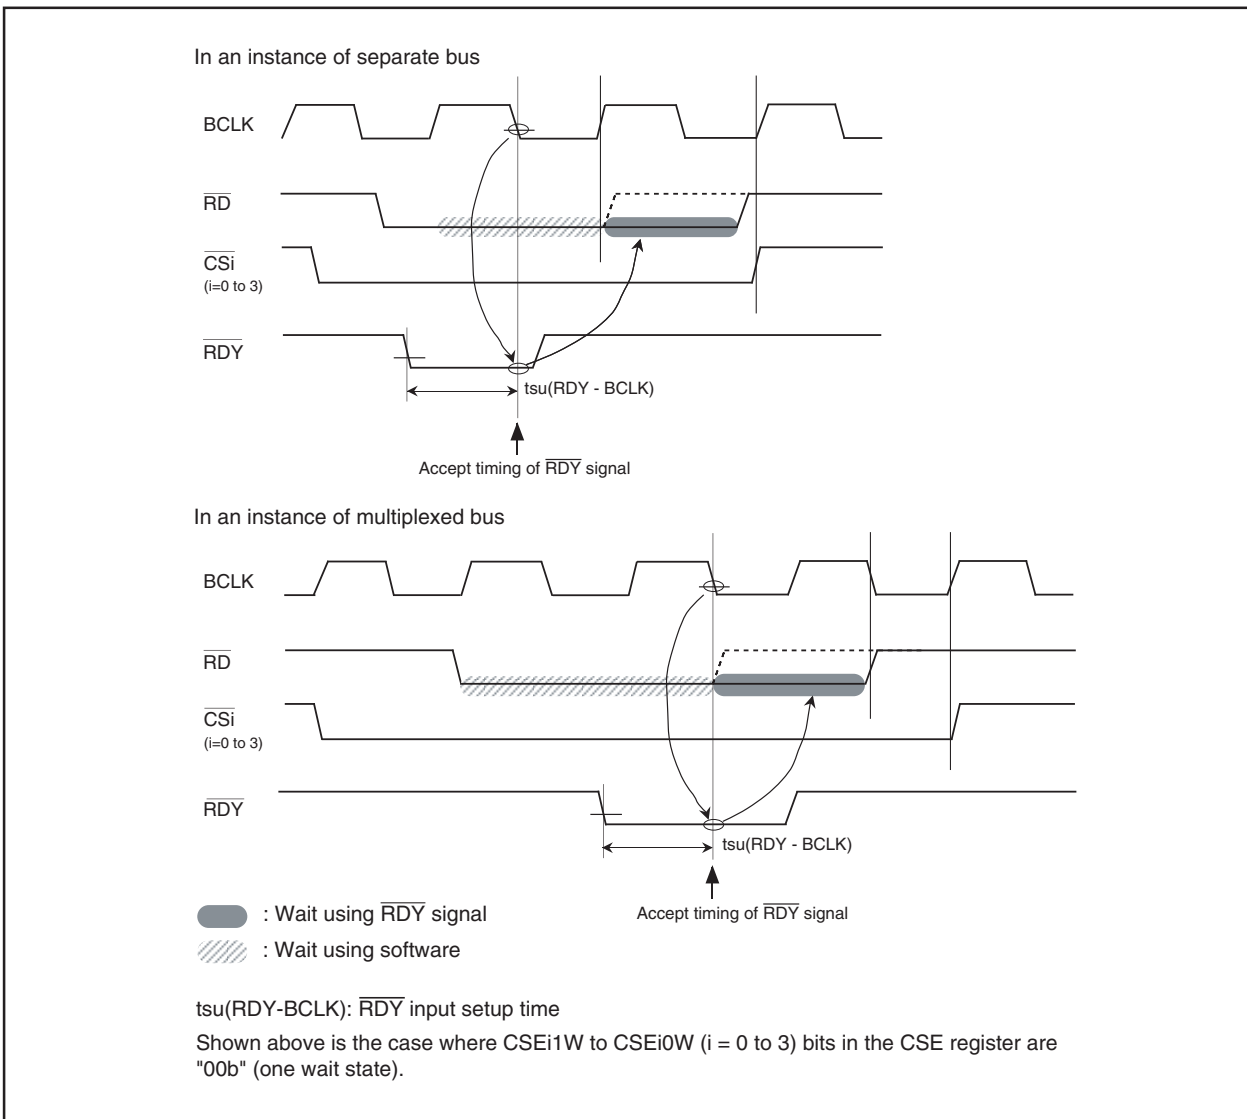 In an instance of separate bus
BCLK
RD
CSi
(i=0 to 3)
RDY
tsu(RDY - BCLK)
Accept timing of RDY signal
In an instance of multiplexed bus
BCLK
RD
CSi
(i=0 to 3)
RDY
tsu(RDY - BCLK)
Accept timing of RDY signal
: Wait using RDY signal
: Wait using software
tsu(RDY-BCLK): RDY input setup time
Shown above is the case where CSEi1W to CSEi0W (i = 0 to 3) bits in the CSE register are
"00b" (one wait state).